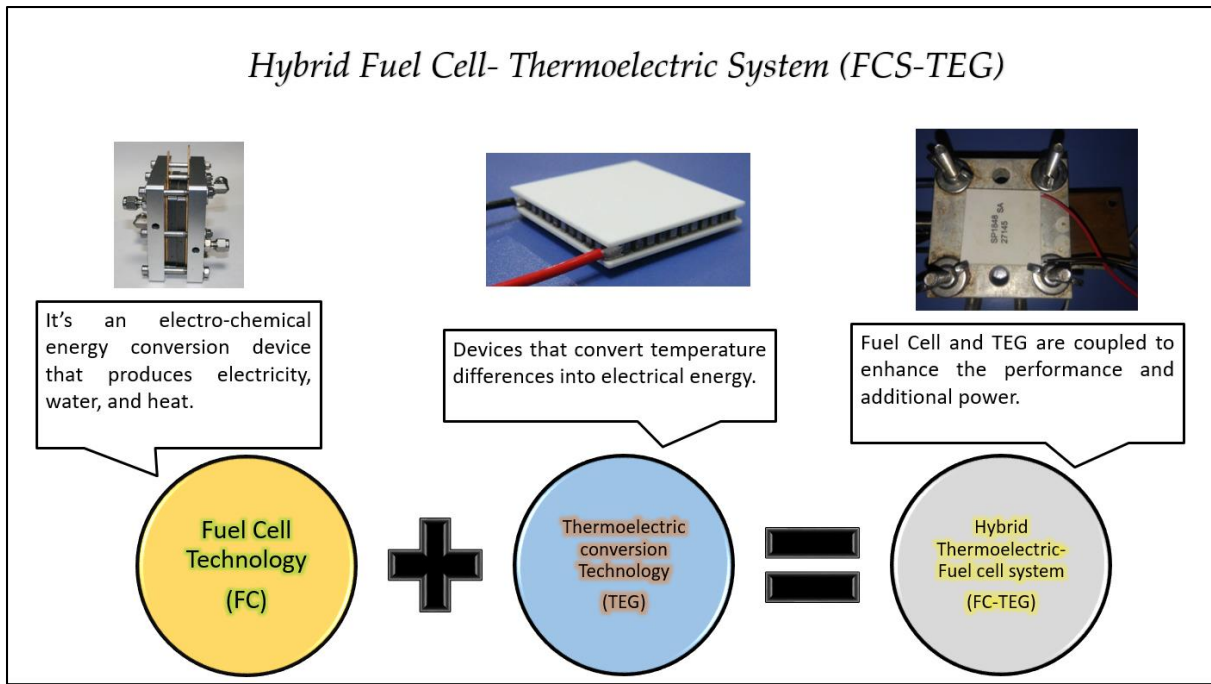 Hybrid Fuel Cell- Thermoelectric System (FCS-TEG)
SP1848 SA
27145
It’s an electro-chemical
energy conversion device
that produces electricity,
water, and heat.
Devices that convert temperature
differences into electrical energy.
Fuel Cell and TEG are coupled to
enhance the performance and
additional power.
Fuel Cell
Technology
(FC)
Thermoelectric
conversion
Technology
(TEG)
Hybrid
Thermoelectric-
Fuel cell system
(FC-TEG)